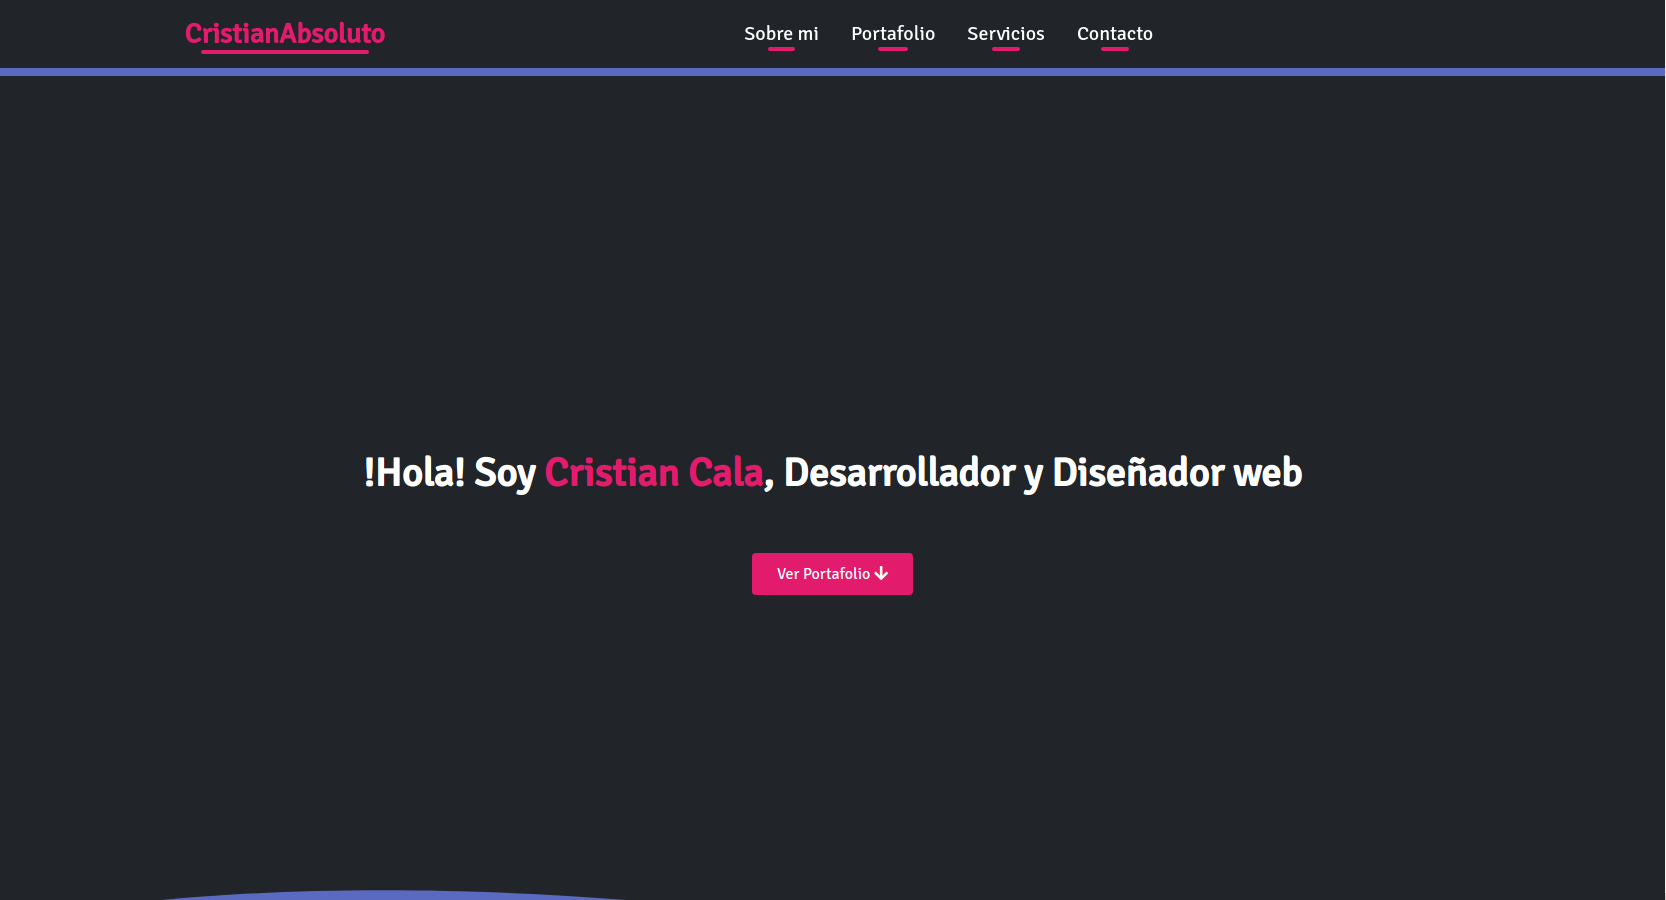 CristianAbsoluto
Sobre mi Portafolio Servicios Contacto
!Hola! Soy Cristian Cala, Desarrollador y Diseñador web
Ver Portafolio